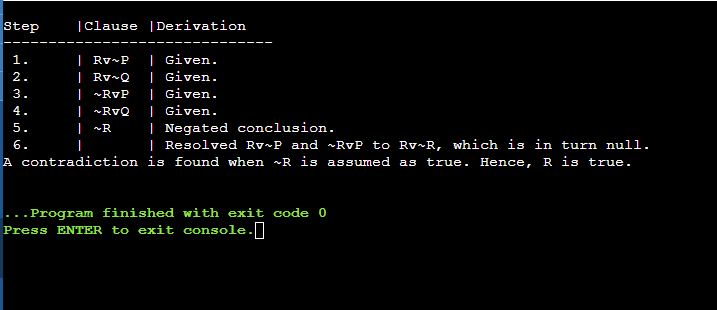 Step    |Clause |Derivation
------------------------------
 1.     | Rv~P  | Given.
 2.     | Rv~Q  | Given.
 3.     | ~RvP  | Given.
 4.     | ~RvQ  | Given.
 5.     | ~R    | Negated conclusion.
 6.     |       | Resolved Rv~P and ~RvP to Rv~R, which is in turn null.
A contradiction is found when ~R is assumed as true. Hence, R is true.
...Program finished with exit code 0
Press ENTER to exit console.